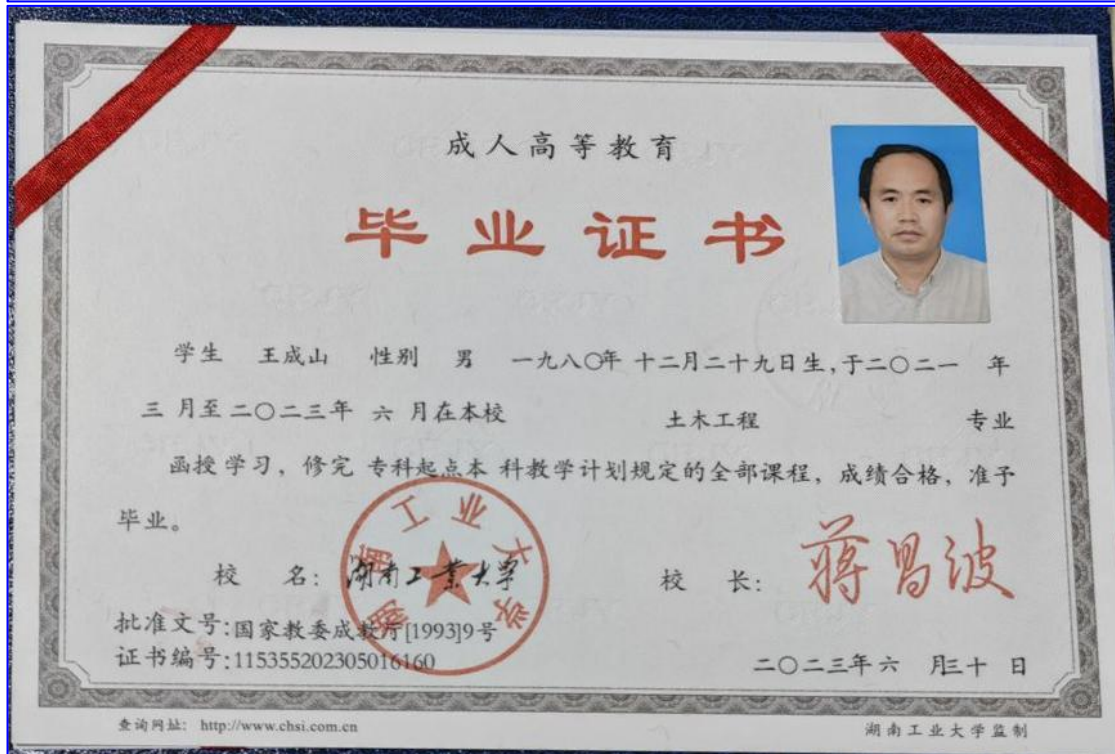 成人高等教育
毕业证书
学生 王成山 性别 男 一九八〇年 十二月二十九日生,于二〇二一 年
三 月至二〇二三年 六 月在本校 土木工程 专业
函授学习, 修完 专科起点本 科教学计划规定的全部课程, 成绩合格, 准予
毕业。
校 名: 湖南工業大学 校 长: 蒋昌波
湖南工业大学
批准文号:国家教委成教厅[1993]9号
证书编号:115355202305016160
二〇二三年 六 月三十 日
查询网址: http://www.chsi.com.cn 湖南工业大学监制